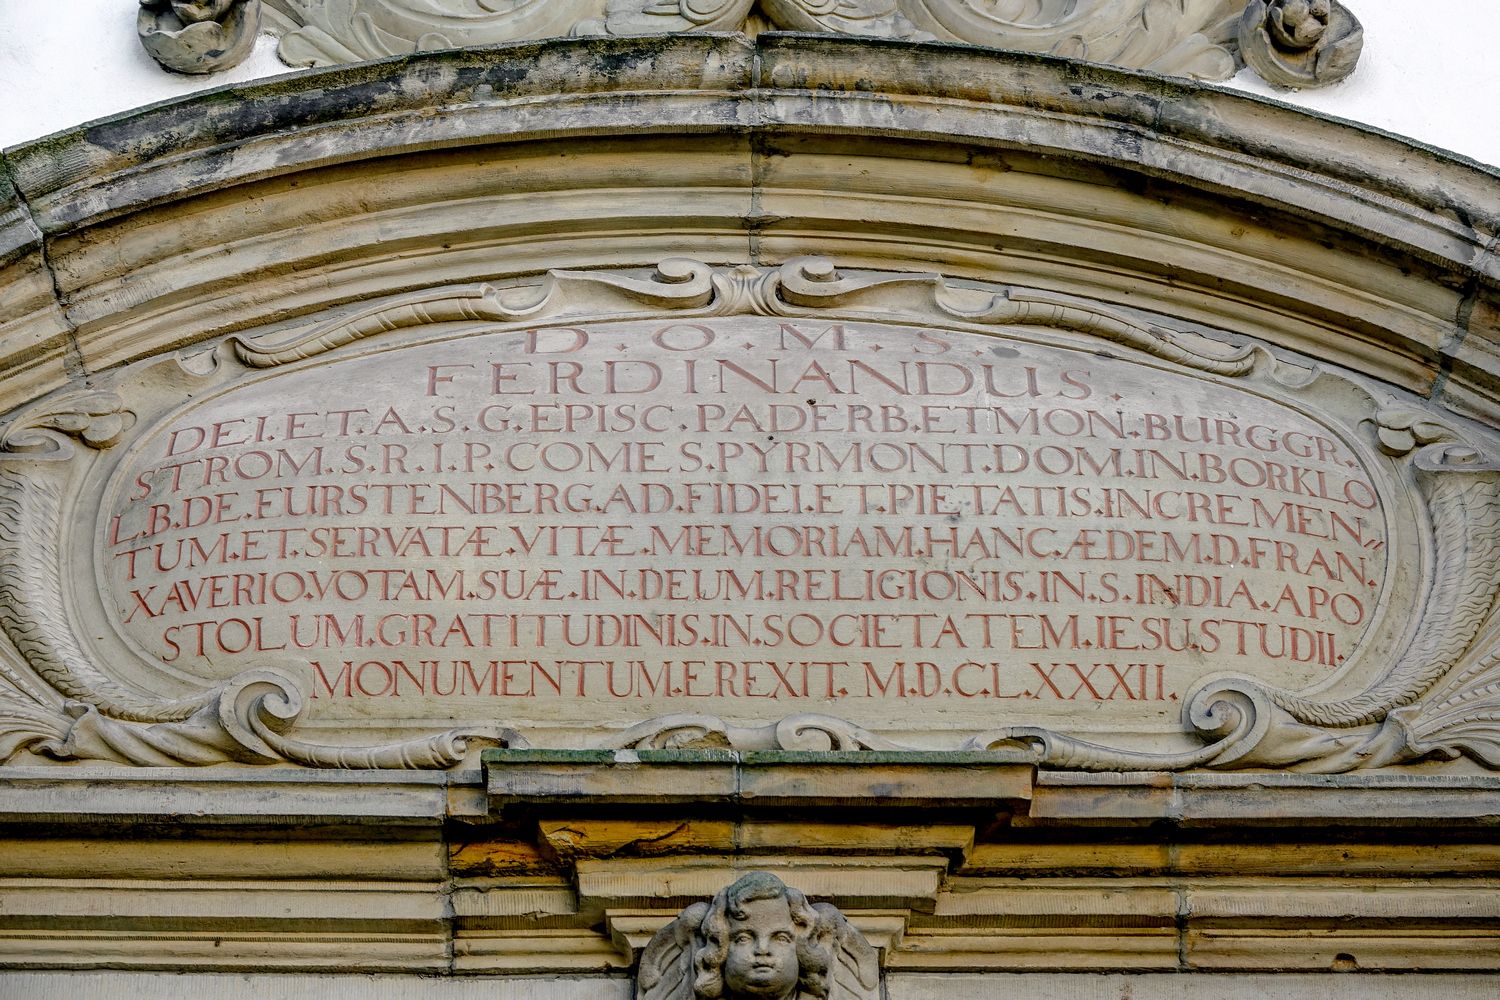 D.O.M.S.
FERDINANDUS.
DEI.ET.A.S.G.EPISC.PADERB.ETMON.BURGGR.
STROM.S.R.I.P.COMES.PYRMONT.DOM.IN.BORKLO
L.B.DE.FURSTENBERG.AD.FIDEI.ET.PIETATIS.INCREMEN,,
TUM.ET.SERVATÆ.VITÆ.MEMORIAM.HANC.ÆDEM.D.FRAN.
XAVERIO.VOTAM.SUÆ.IN.DEUM.RELIGIONIS.IN.S.INDIA.APO
STOLUM.GRATITUDINIS.IN.SOCIETATEM.IESU.STUDII.
MONUMENTUM.EREXIT.M.D.CL.XXXII.